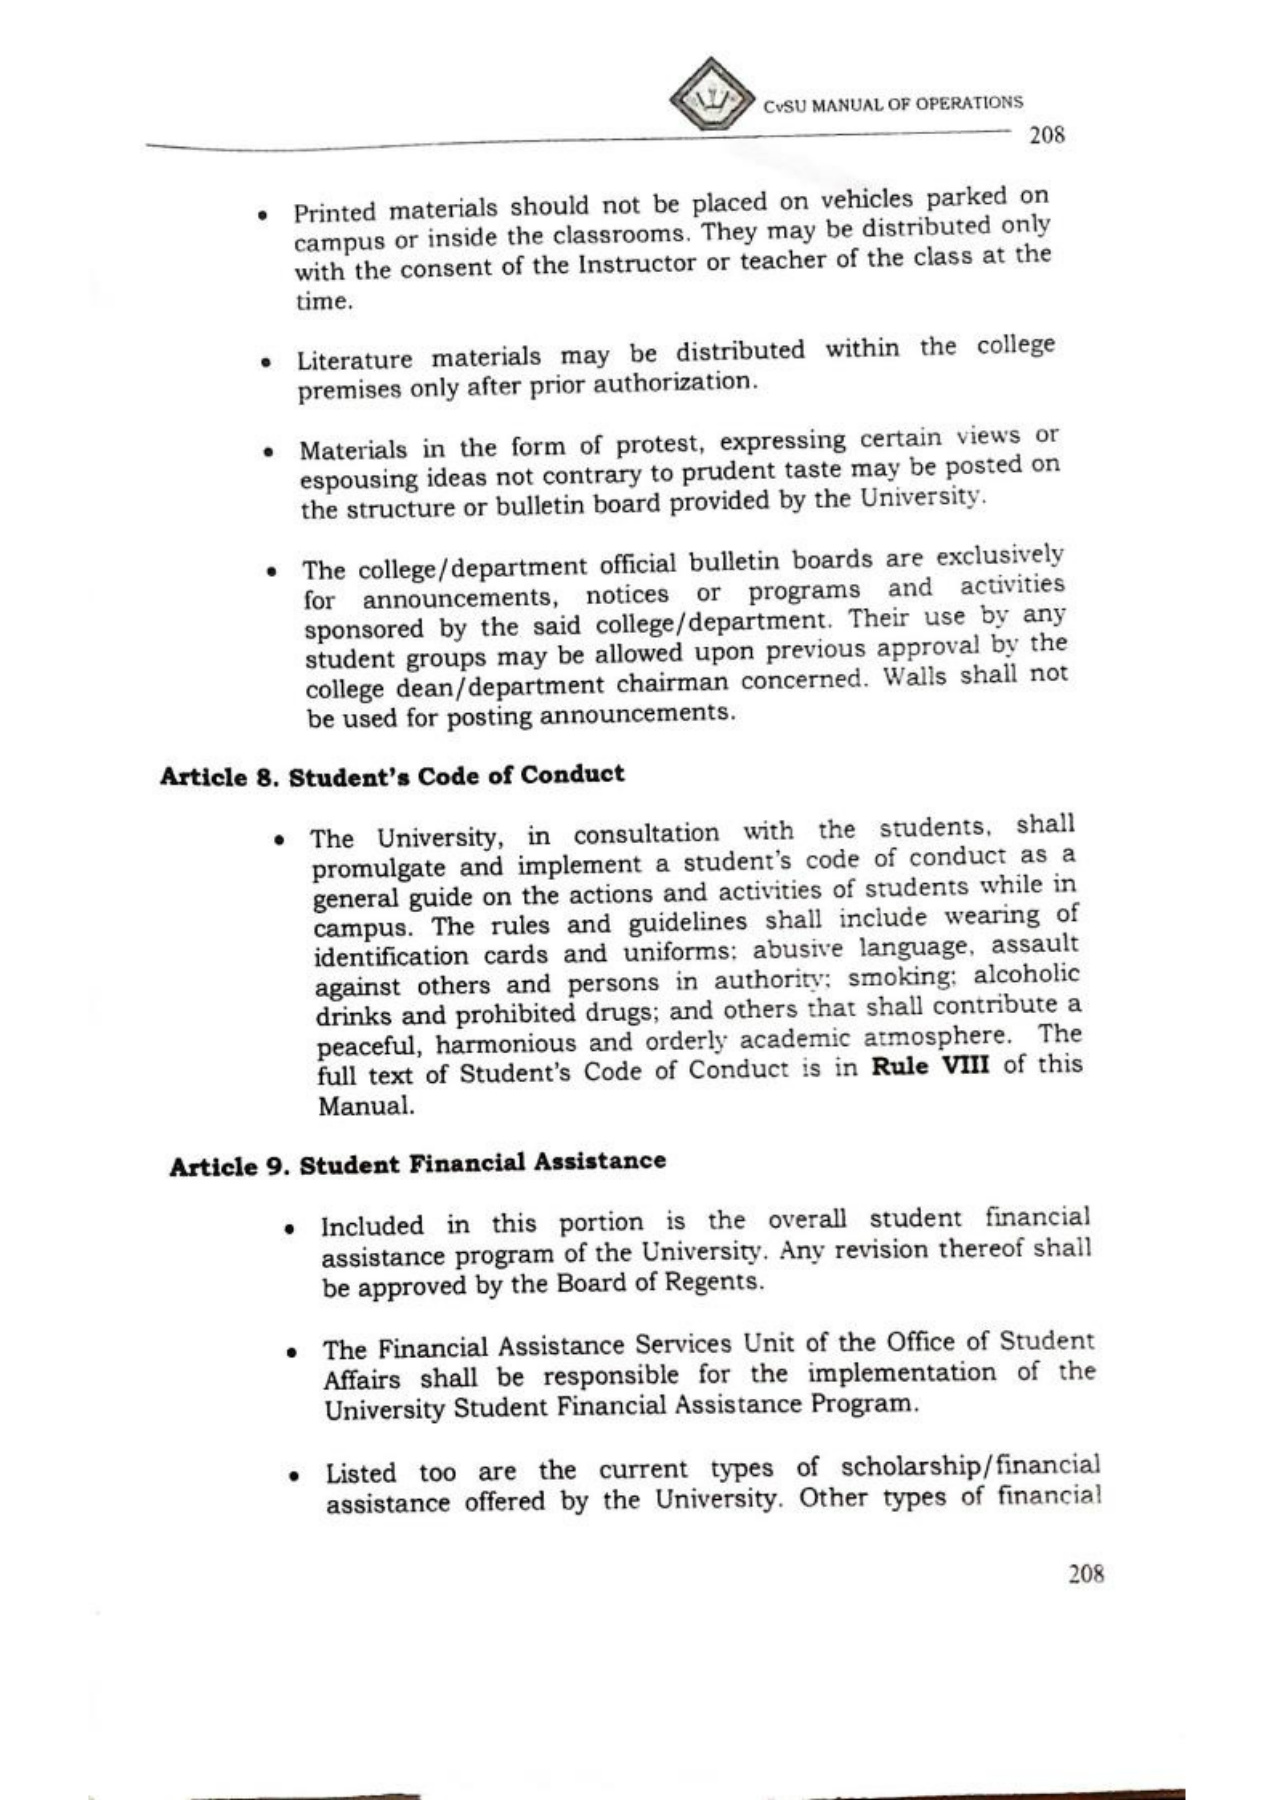 CvSU MANUAL OF OPERATIONS
208
• Printed materials should not be placed on vehicles parked on
campus or inside the classrooms. They may be distributed only
with the consent of the Instructor or teacher of the class at the
time.
• Literature materials may be distributed within the college
premises only after prior authorization.
• Materials in the form of protest, expressing certain views or
espousing ideas not contrary to prudent taste may be posted on
the structure or bulletin board provided by the University.
• The college/department official bulletin boards are exclusively
for announcements, notices or programs and activities
sponsored by the said college/department. Their use by any
student groups may be allowed upon previous approval by the
college dean/department chairman concerned. Walls shall not
be used for posting announcements.
Article 8. Student's Code of Conduct
• The University, in consultation with the students, shall
promulgate and implement a student's code of conduct as a
general guide on the actions and activities of students while in
campus. The rules and guidelines shall include wearing of
identification cards and uniforms; abusive language, assault
against others and persons in authority; smoking; alcoholic
drinks and prohibited drugs; and others that shall contribute a
peaceful, harmonious and orderly academic atmosphere. The
full text of Student's Code of Conduct is in Rule VIII of this
Manual.
Article 9. Student Financial Assistance
• Included in this portion is the overall student financial
assistance program of the University. Any revision thereof shall
be approved by the Board of Regents.
• The Financial Assistance Services Unit of the Office of Student
Affairs shall be responsible for the implementation of the
University Student Financial Assistance Program.
• Listed too are the current types of scholarship/financial
assistance offered by the University. Other types of financial
208